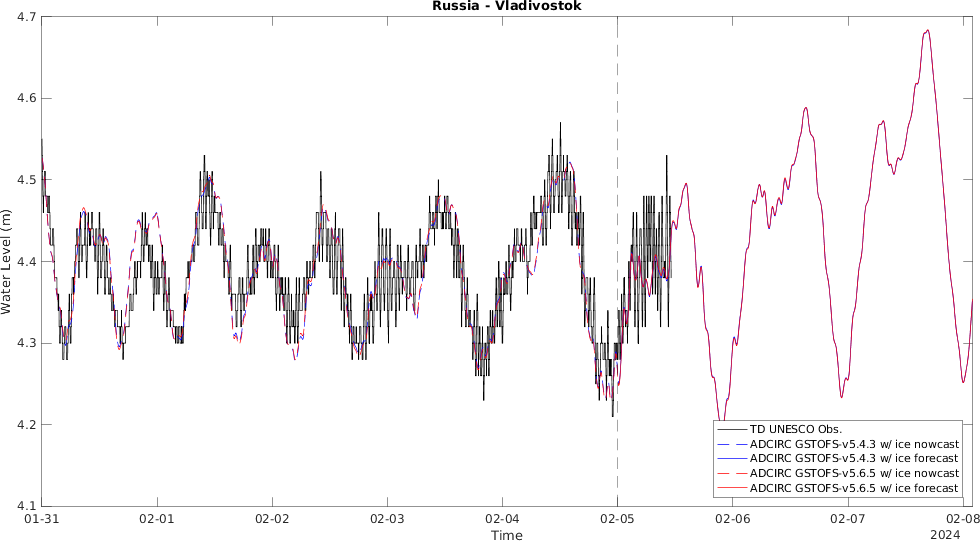 Russia - Vladivostok
4.7
4.6
4.5
4.4
4.3
4.2
4.1
Water Level (m)
01-31 02-01 02-02 02-03 02-04 02-05 02-06 02-07 02-08
Time
2024
TD UNESCO Obs.
ADCIRC GSTOFS-v5.4.3 w/ ice nowcast
ADCIRC GSTOFS-v5.4.3 w/ ice forecast
ADCIRC GSTOFS-v5.6.5 w/ ice nowcast
ADCIRC GSTOFS-v5.6.5 w/ ice forecast